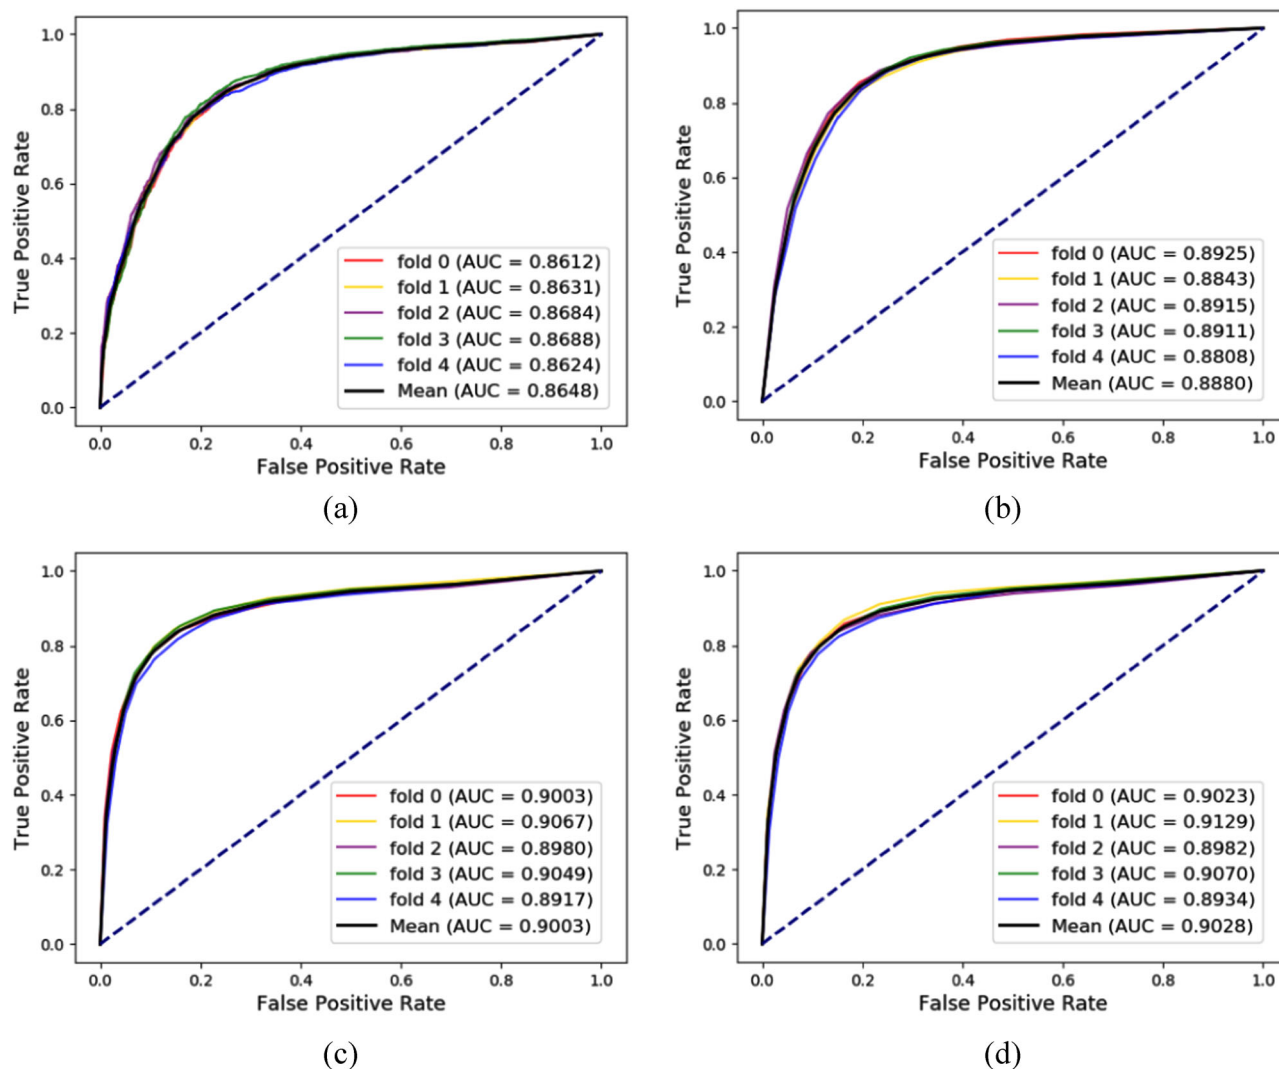 1.0
0.8
0.6
0.4
0.2
0.0
True Positive Rate
fold 0 (AUC = 0.8612)
fold 1 (AUC = 0.8631)
fold 2 (AUC = 0.8684)
fold 3 (AUC = 0.8688)
fold 4 (AUC = 0.8624)
Mean (AUC = 0.8648)
0.0 0.2 0.4 0.6 0.8 1.0
False Positive Rate
(a)
1.0
0.8
0.6
0.4
0.2
0.0
True Positive Rate
fold 0 (AUC = 0.8925)
fold 1 (AUC = 0.8843)
fold 2 (AUC = 0.8915)
fold 3 (AUC = 0.8911)
fold 4 (AUC = 0.8808)
Mean (AUC = 0.8880)
0.0 0.2 0.4 0.6 0.8 1.0
False Positive Rate
(b)
1.0
0.8
0.6
0.4
0.2
0.0
True Positive Rate
fold 0 (AUC = 0.9003)
fold 1 (AUC = 0.9067)
fold 2 (AUC = 0.8980)
fold 3 (AUC = 0.9049)
fold 4 (AUC = 0.8917)
Mean (AUC = 0.9003)
0.0 0.2 0.4 0.6 0.8 1.0
False Positive Rate
(c)
1.0
0.8
0.6
0.4
0.2
0.0
True Positive Rate
fold 0 (AUC = 0.9023)
fold 1 (AUC = 0.9129)
fold 2 (AUC = 0.8982)
fold 3 (AUC = 0.9070)
fold 4 (AUC = 0.8934)
Mean (AUC = 0.9028)
0.0 0.2 0.4 0.6 0.8 1.0
False Positive Rate
(d)